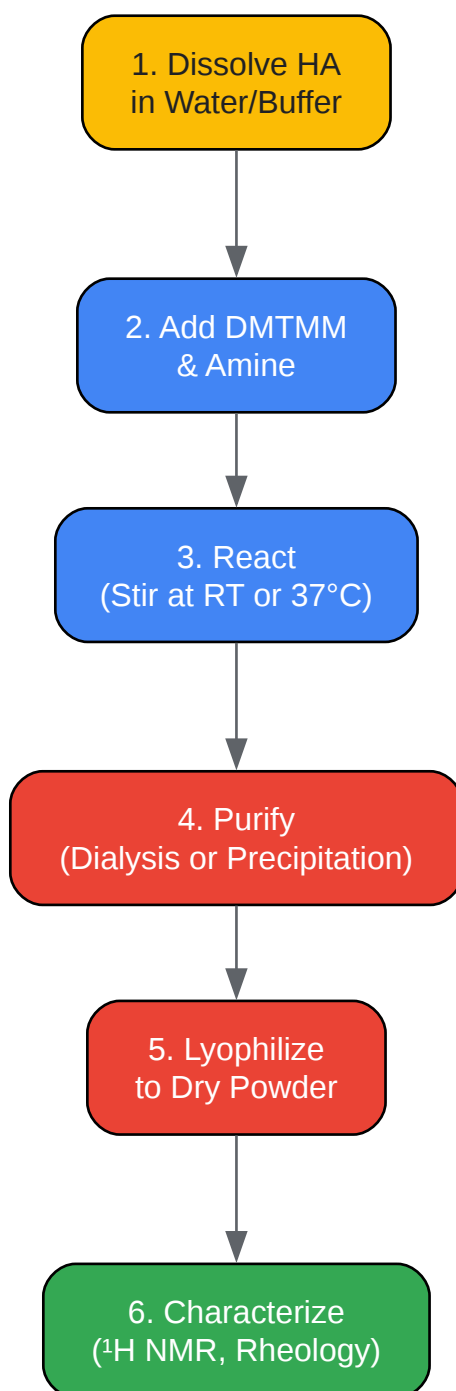 1. Dissolve HA
in Water/Buffer
2. Add DMTMM
& Amine
3. React
(Stir at RT or 37°C)
4. Purify
(Dialysis or Precipitation)
5. Lyophilize
to Dry Powder
6. Characterize
(¹H NMR, Rheology)